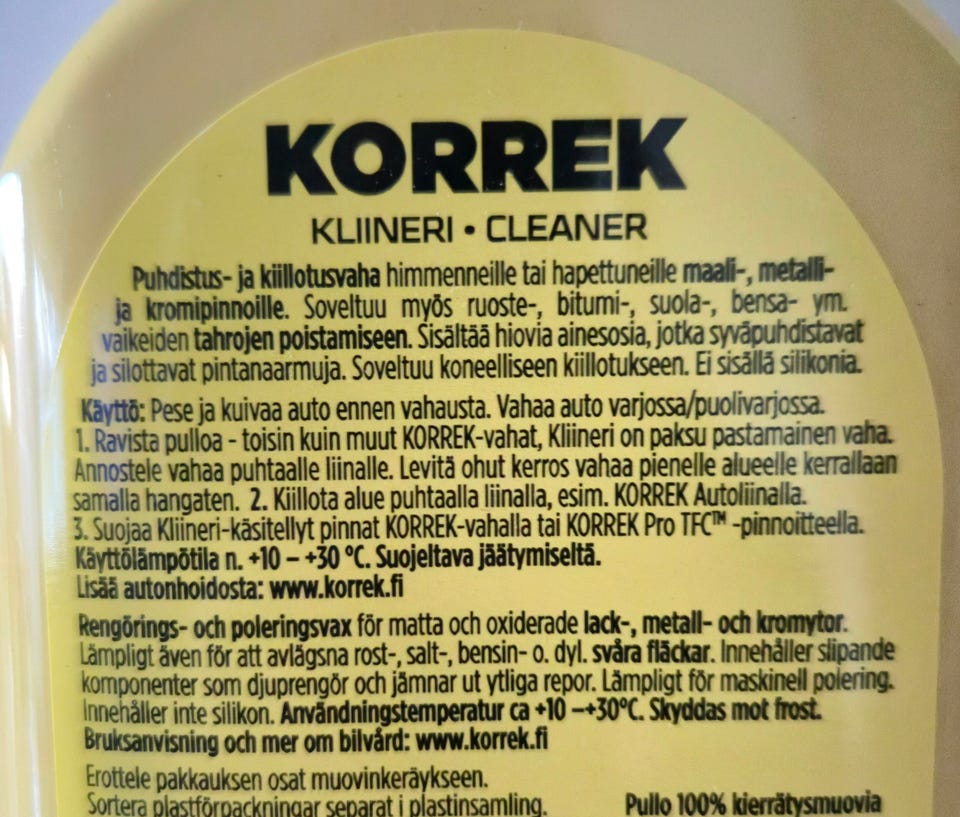 KORREK
KLIINERI • CLEANER
Puhdistus- ja kiillotusvaha himmenneille tai hapettuneille maali-, metalli-
ja kromipinnoille. Soveltuu myös ruoste-, bitumi-, suola-, bensa- ym.
vaikeiden tahrojen poistamiseen. Sisältää hiovia ainesosia, jotka syväpuhdistavat
ja silottavat pintanaarmuja. Soveltuu koneelliseen kiillotukseen. Ei sisällä silikonia.
Käyttö: Pese ja kuivaa auto ennen vahausta. Vahaa auto varjossa/puolivarjossa.
1. Ravista pulloa - toisin kuin muut KORREK-vahat, Kliineri on paksu pastamainen vaha.
Annostele vahaa puhtaalle liinalle. Levitä ohut kerros vahaa pienelle alueelle kerrallaan
samalla hangaten. 2. Kiillota alue puhtaalla liinalla, esim. KORREK Autoliinalla.
3. Suojaa Kliineri-käsitellyt pinnat KORREK-vahalla tai KORREK Pro TFC™ -pinnoitteella.
Käyttölämpötila n. +10 – +30 °C. Suojeltava jäätymiseltä.
Lisää autonhoidosta: www.korrek.fi
Rengörings- och poleringsvax för matta och oxiderade lack-, metall- och kromytor.
Lämpligt även för att avlägsna rost-, salt-, bensin- o. dyl. svåra fläckar. Innehåller slipande
komponenter som djuprengör och jämnar ut ytliga repor. Lämpligt för maskinell polering.
Innehåller inte silikon. Användningstemperatur ca +10 –+30°C. Skyddas mot frost.
Bruksanvisning och mer om bilvård: www.korrek.fi
Erottele pakkauksen osat muovinkeräykseen.
Sortera plastförpackningar separat i plastinsamling. Pullo 100% kierrätysmuovia